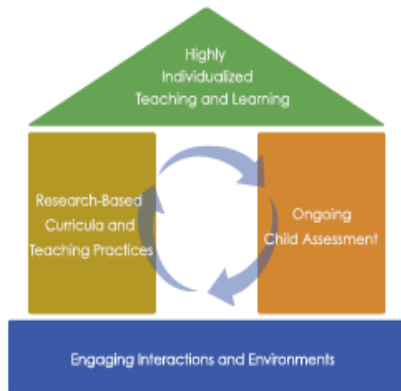 Highly
Individualized
Teaching and Learning
Research-Based
Curricula and
Teaching Practices
Ongoing
Child Assessment
Engaging Interactions and Environments